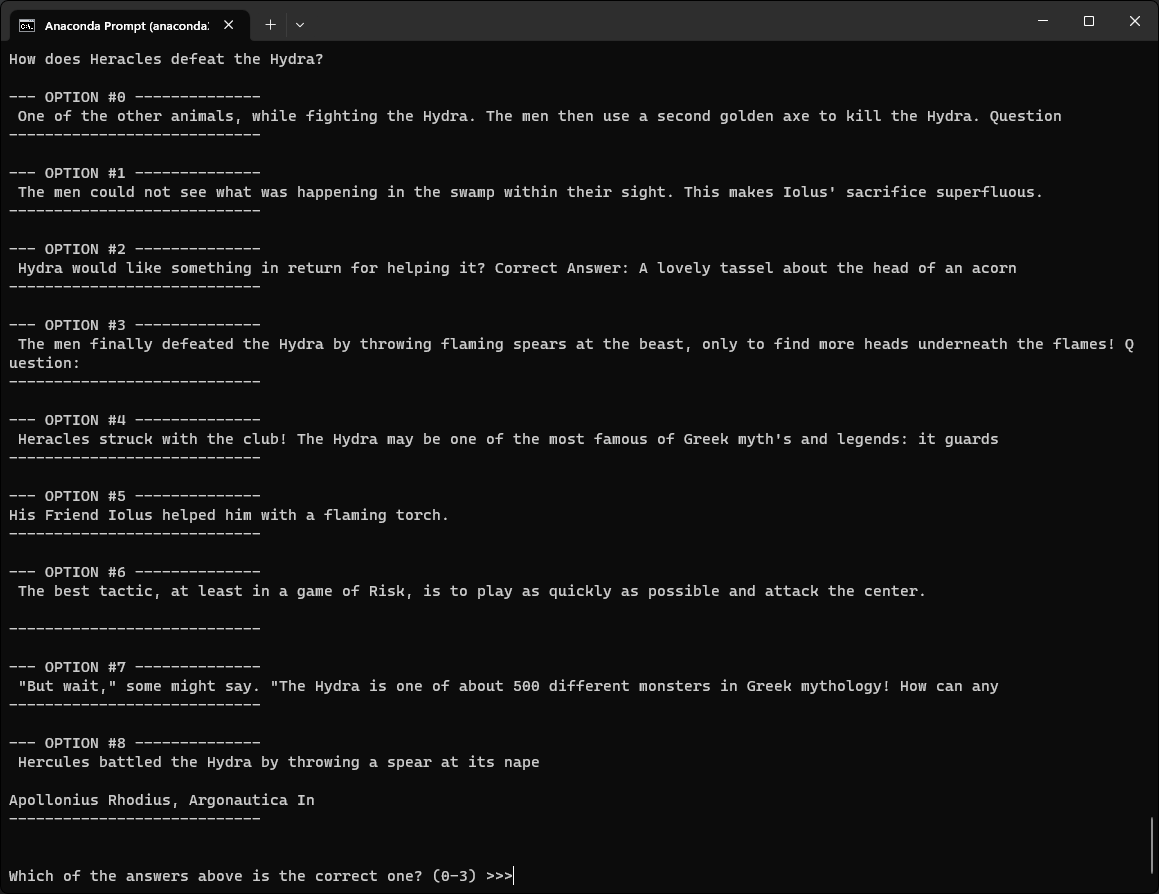 Anaconda Prompt (anaconda:
How does Heracles defeat the Hydra?
--- OPTION #0 --------------
One of the other animals, while fighting the Hydra. The men then use a second golden axe to kill the Hydra. Question
----------------------------
--- OPTION #1 --------------
The men could not see what was happening in the swamp within their sight. This makes Iolus' sacrifice superfluous.
----------------------------
--- OPTION #2 --------------
Hydra would like something in return for helping it? Correct Answer: A lovely tassel about the head of an acorn
----------------------------
--- OPTION #3 --------------
The men finally defeated the Hydra by throwing flaming spears at the beast, only to find more heads underneath the flames! Q
uestion:
----------------------------
--- OPTION #4 --------------
Heracles struck with the club! The Hydra may be one of the most famous of Greek myth's and legends: it guards
----------------------------
--- OPTION #5 --------------
His Friend Iolus helped him with a flaming torch.
----------------------------
--- OPTION #6 --------------
The best tactic, at least in a game of Risk, is to play as quickly as possible and attack the center.
----------------------------
--- OPTION #7 --------------
"But wait," some might say. "The Hydra is one of about 500 different monsters in Greek mythology! How can any
----------------------------
--- OPTION #8 --------------
Hercules battled the Hydra by throwing a spear at its nape
Apollonius Rhodius, Argonautica In
----------------------------
Which of the answers above is the correct one? (0-3) >>>